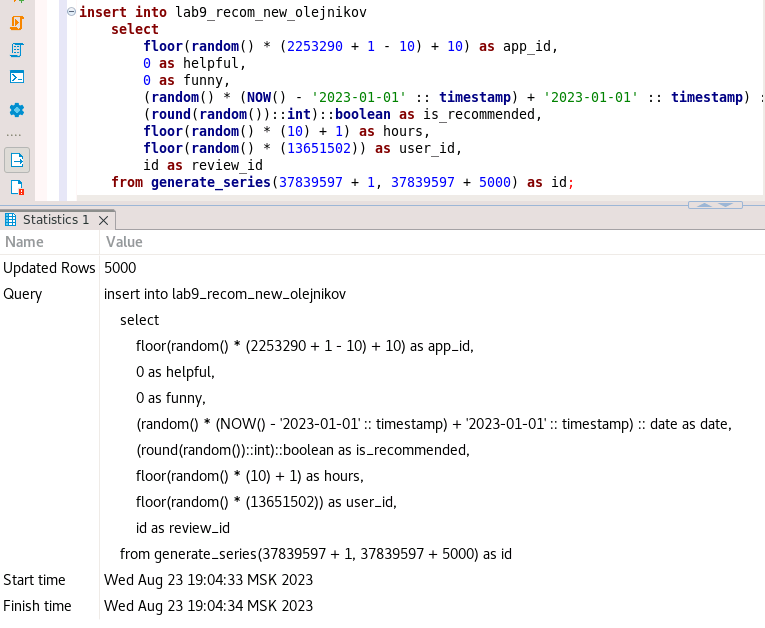 insert into lab9_recom_new_olejnikov
select
floor(random() * (2253290 + 1 - 10) + 10) as app_id,
0 as helpful,
0 as funny,
(random() * (NOW() - '2023-01-01' :: timestamp) + '2023-01-01' :: timestamp) :
(round(random())::int)::boolean as is_recommended,
floor(random() * (10) + 1) as hours,
floor(random() * (13651502)) as user_id,
id as review_id
from generate_series(37839597 + 1, 37839597 + 5000) as id;
Statistics 1
Name Value
Updated Rows 5000
Query insert into lab9_recom_new_olejnikov
select
floor(random() * (2253290 + 1 - 10) + 10) as app_id,
0 as helpful,
0 as funny,
(random() * (NOW() - '2023-01-01' :: timestamp) + '2023-01-01' :: timestamp) :: date as date,
(round(random())::int)::boolean as is_recommended,
floor(random() * (10) + 1) as hours,
floor(random() * (13651502)) as user_id,
id as review_id
from generate_series(37839597 + 1, 37839597 + 5000) as id
Start time Wed Aug 23 19:04:33 MSK 2023
Finish time Wed Aug 23 19:04:34 MSK 2023